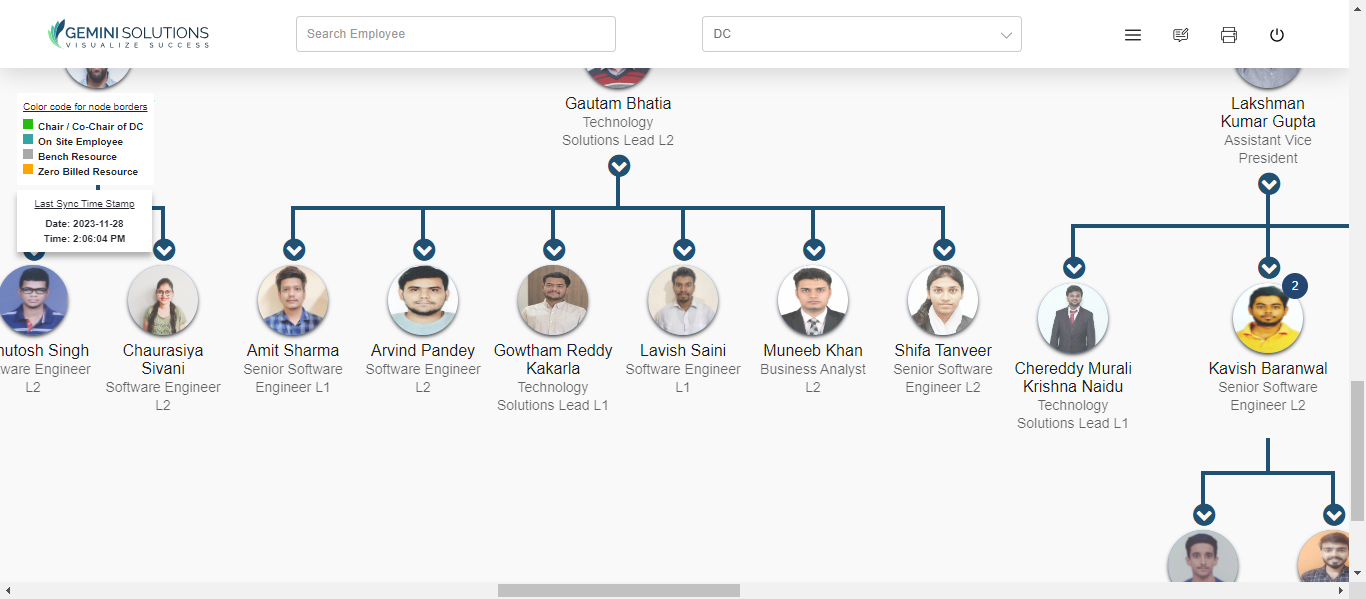 GEMINI SOLUTIONS
VISUALIZE SUCCESS
Search Employee
DC
Color code for node borders
Chair / Co-Chair of DC
On Site Employee
Bench Resource
Zero Billed Resource
Last Sync Time Stamp
Date: 2023-11-28
Time: 2:06:04 PM
Gautam Bhatia
Technology
Solutions Lead L2
Lakshman
Kumar Gupta
Assistant Vice
President
hutosh Singh
ware Engineer
L2
Chaurasiya
Sivani
Software Engineer
L2
Amit Sharma
Senior Software
Engineer L1
Arvind Pandey
Software Engineer
L2
Gowtham Reddy
Kakarla
Technology
Solutions Lead L1
Lavish Saini
Software Engineer
L1
Muneeb Khan
Business Analyst
L2
Shifa Tanveer
Senior Software
Engineer L2
Chereddy Murali
Krishna Naidu
Technology
Solutions Lead L1
2
Kavish Baranwal
Senior Software
Engineer L2